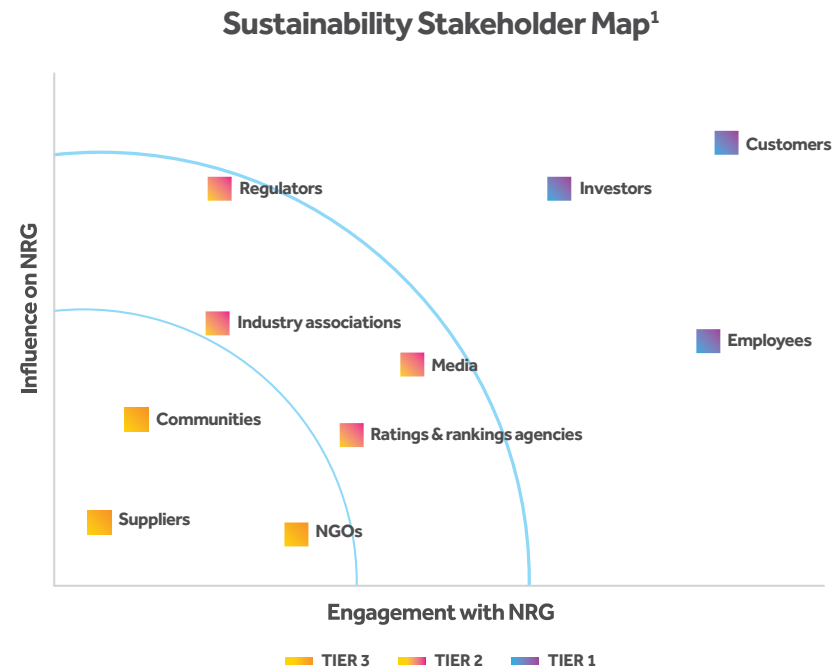 Sustainability Stakeholder Map¹
Customers
Regulators
Investors
Industry associations
Employees
Media
Communities
Ratings & rankings agencies
Suppliers
NGOs
Influence on NRG
Engagement with NRG
TIER 3
TIER 2
TIER 1